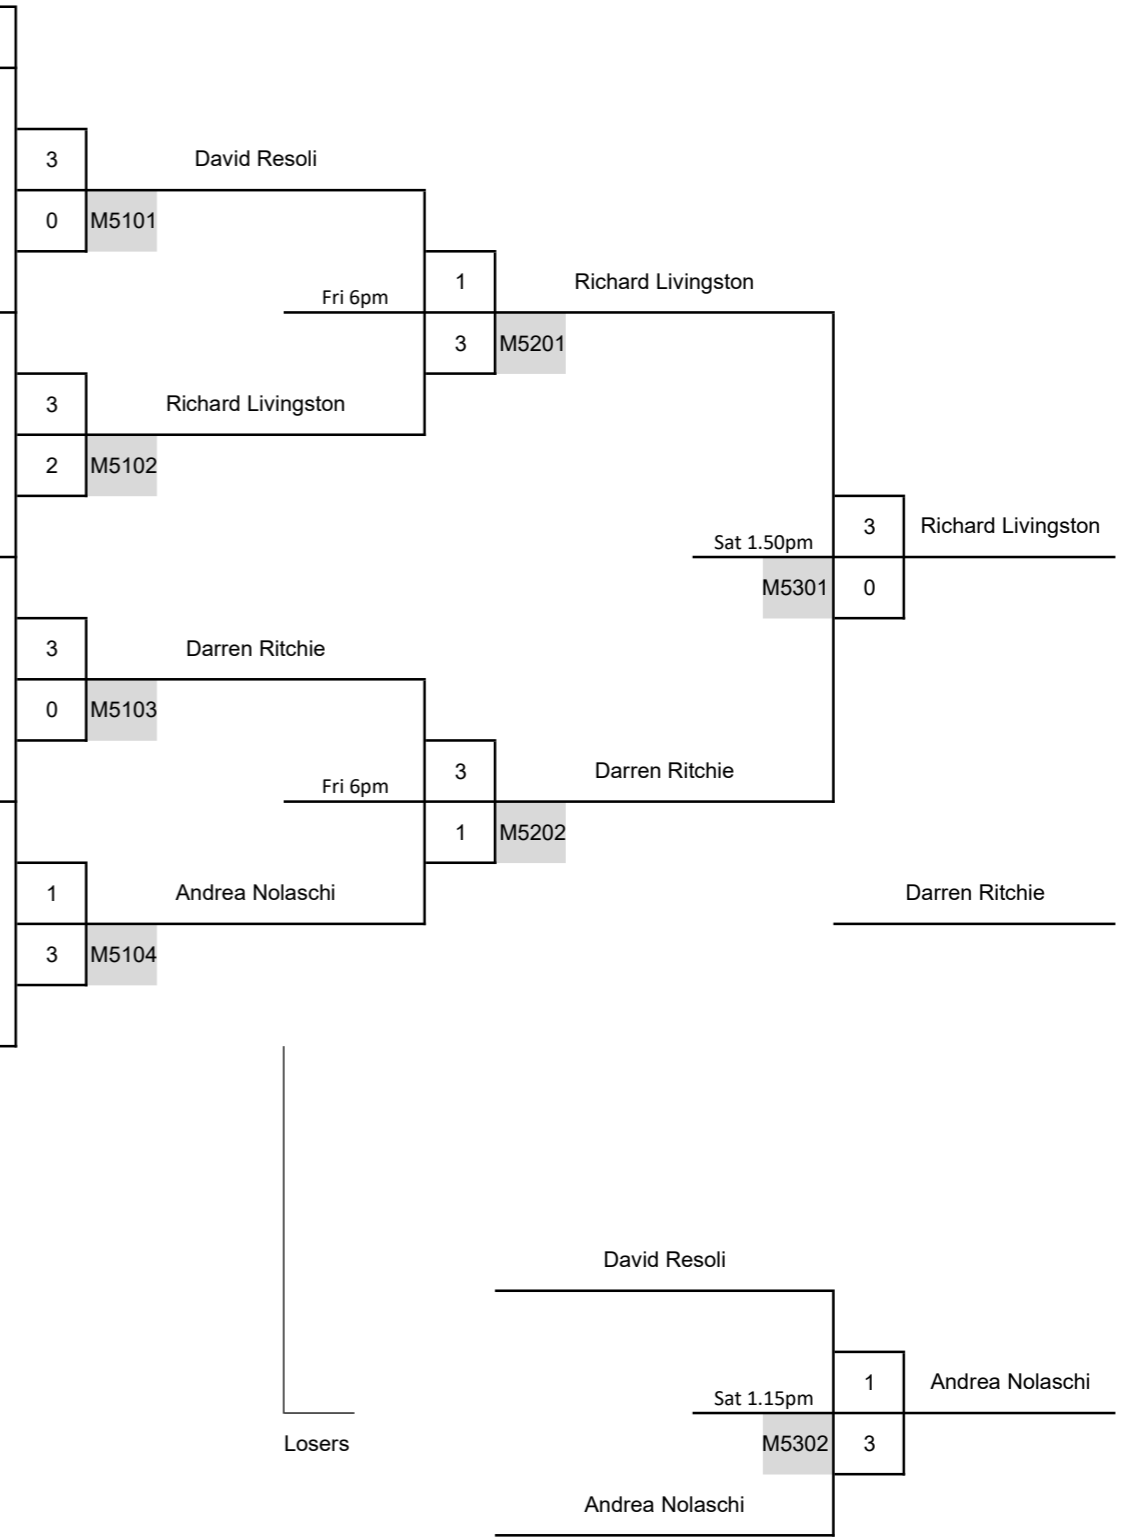 3
David Resoli
0
M5101
1
Richard Livingston
Fri 6pm
3
M5201
3
Richard Livingston
2
M5102
3
Richard Livingston
Sat 1.50pm
M5301
0
3
Darren Ritchie
0
M5103
3
Darren Ritchie
Fri 6pm
1
M5202
1
Andrea Nolaschi
Darren Ritchie
3
M5104
David Resoli
1
Andrea Nolaschi
Sat 1.15pm
Losers
M5302
3
Andrea Nolaschi